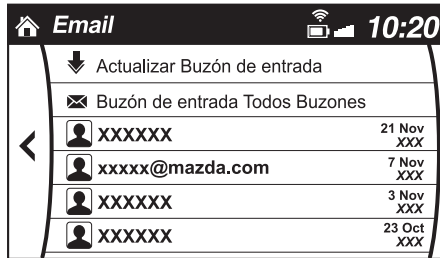 Email 10:20
Actualizar Buzón de entrada
Buzón de entrada Todos Buzones
XXXXXX 21 Nov
XXX
xxxxx@mazda.com 7 Nov
XXX
XXXXXX 3 Nov
XXX
XXXXXX 23 Oct
XXX